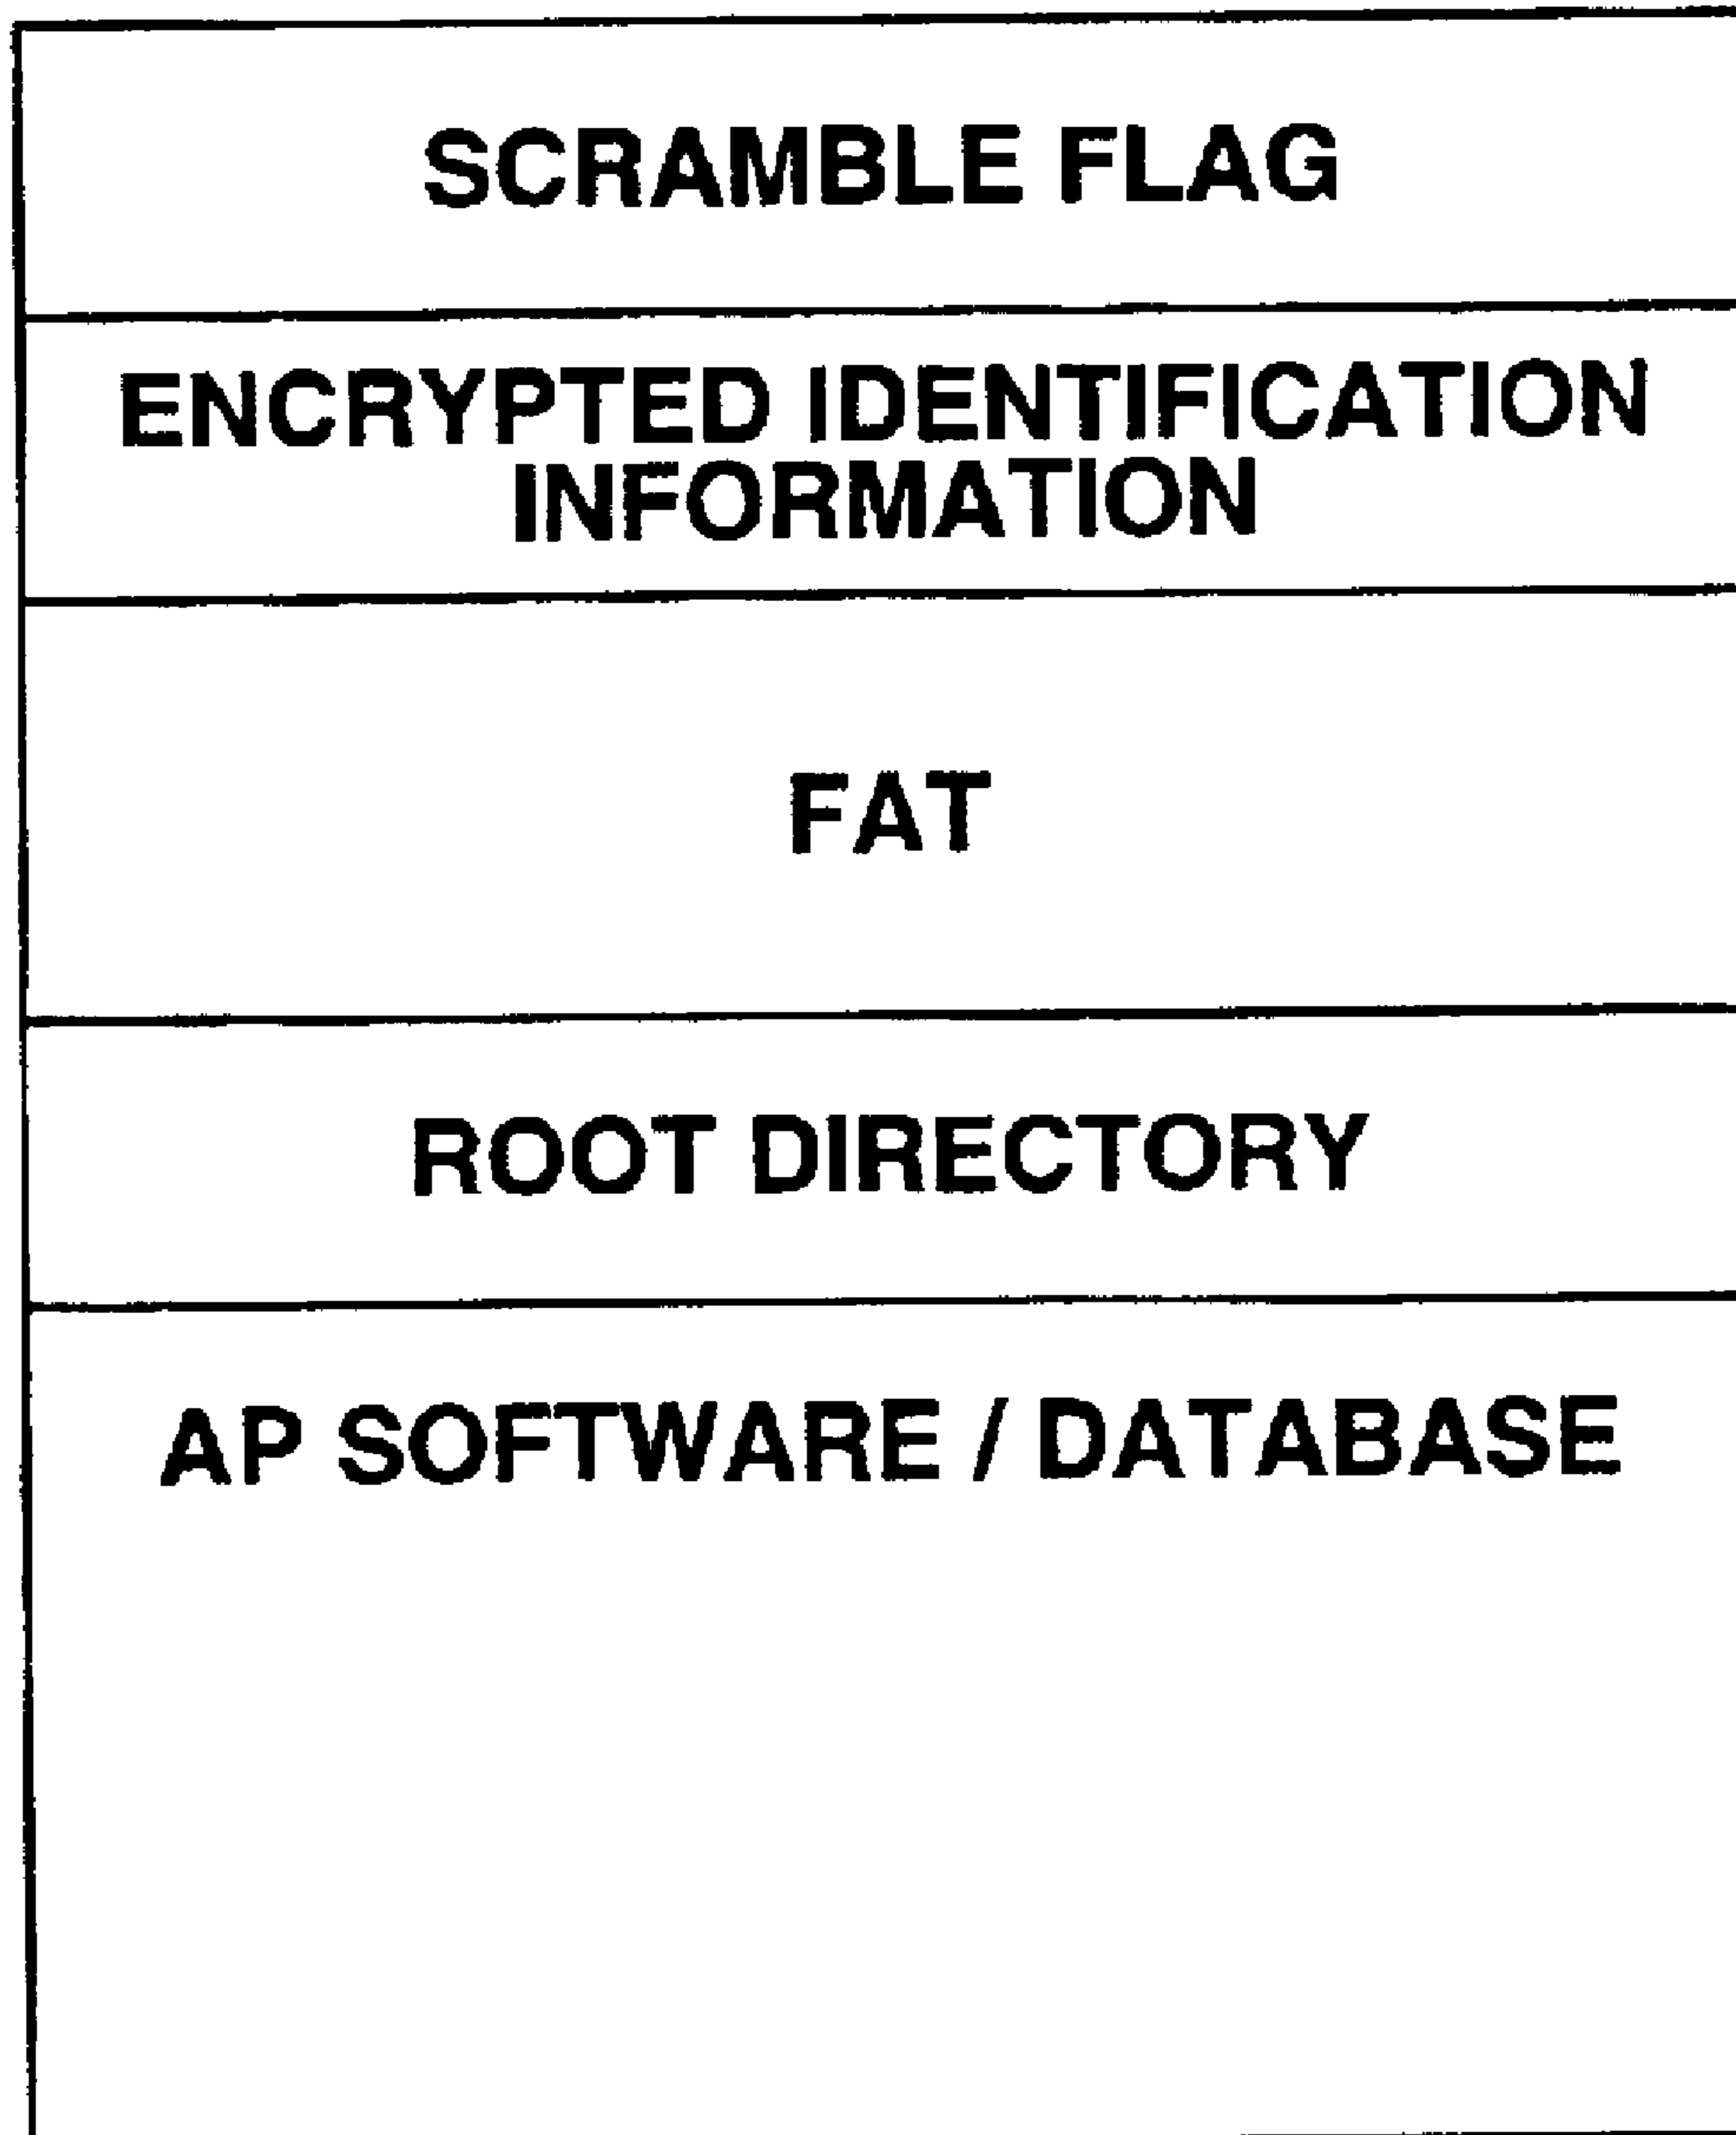 SCRAMBLE FLAG
ENCRYPTED IDENTIFICATION
INFORMATION
FAT
ROOT DIRECTORY
AP SOFTWARE / DATABASE